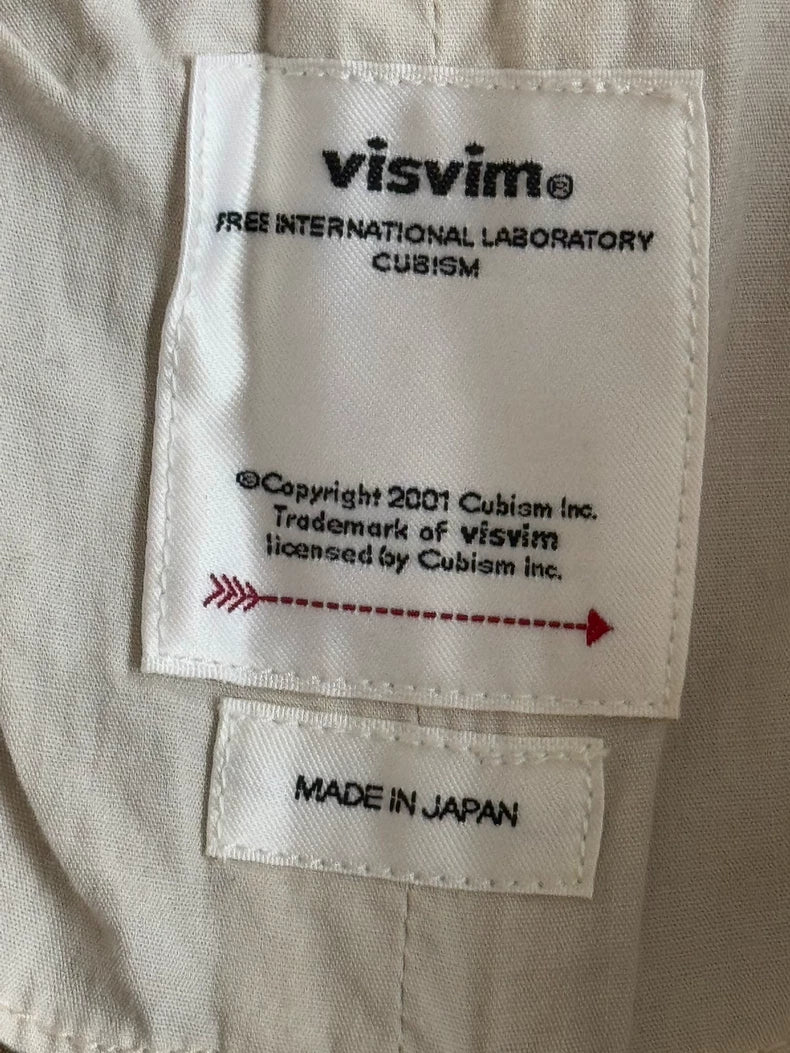 visvim®
FREE INTERNATIONAL LABORATORY
CUBISM
©Copyright 2001 Cubism Inc.
Trademark of visvim
licensed by Cubism Inc.
MADE IN JAPAN